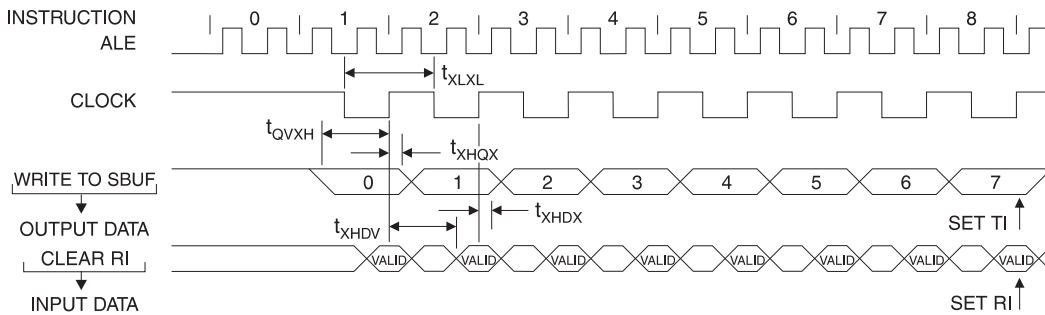 INSTRUCTION 0 1 2 3 4 5 6 7 8
ALE
tXLXL
CLOCK
tQVXH
tXHQX
WRITE TO SBUF 0 1 2 3 4 5 6 7
OUTPUT DATA tXHDV tXHDX SET TI
CLEAR RI VALID VALID VALID VALID VALID VALID VALID VALID
INPUT DATA SET RI